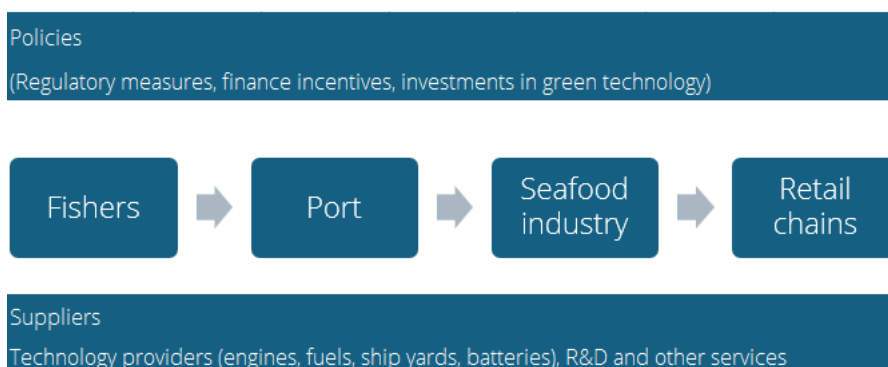 Policies
(Regulatory measures, finance incentives, investments in green technology)
Fishers
Port
Seafood
industry
Retail
chains
Suppliers
Technology providers (engines, fuels, ship yards, batteries), R&D and other services